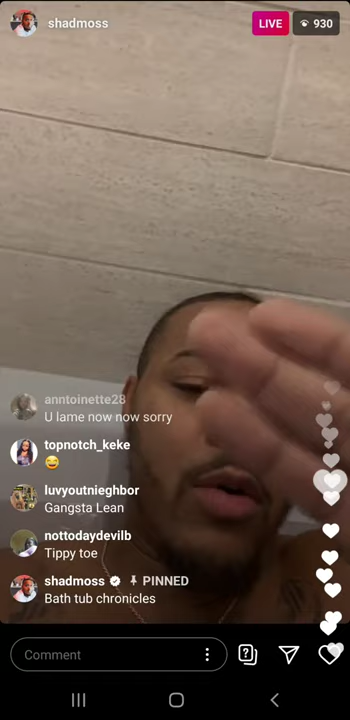 shadmoss
LIVE
930
anntoinette28
U lame now now sorry
topnotch_keke
luvyoutnieghbor
Gangsta Lean
nottodaydevilb
Tippy toe
shadmoss PINNED
Bath tub chronicles
Comment